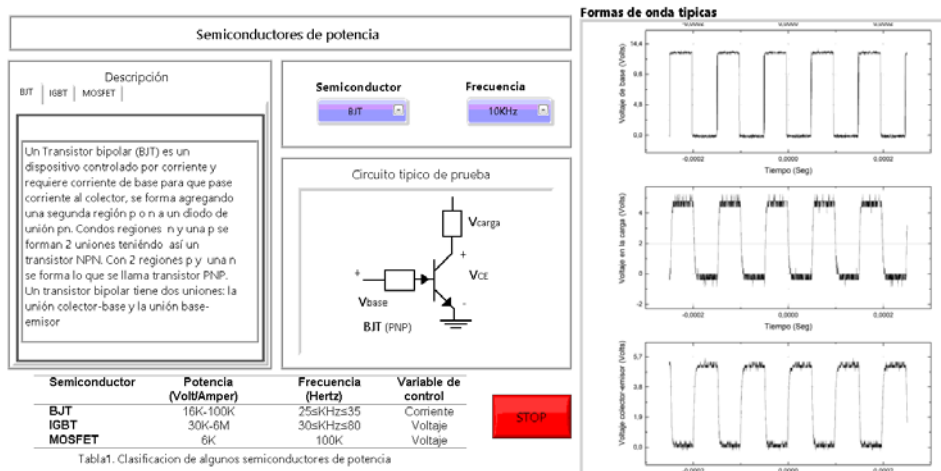 Formas de onda tipicas
Semiconductores de potencia
Descripción
BJT
IGBT
MOSFET
Un Transistor bipolar (BJT) es un
dispositivo controlado por corriente y
requiere corriente de base para que pase
corriente al colector, se forma agregando
una segunda región p o n a un diodo de
unión pn. Condos regiones n y una p se
forman 2 uniones teniéndo así un
transistor NPN. Con 2 regiones p y una n
se forma lo que se llama transistor PNP.
Un transistor bipolar tiene dos uniones: la
unión colector-base y la unión base-
emisor
Semiconductor
Frecuencia
BJT
10KHz
Circuito tipico de prueba
Vcarga
+
VCE
+
Vbase
-
BJT (PNP)
Semiconductor Potencia (Volt/Amper) Frecuencia (Hertz) Variable de control
BJT 16K-100K 25≤KHz≤35 Corriente
IGBT 30K-6M 30≤KHz≤80 Voltaje
MOSFET 6K 100K Voltaje
Tabla1. Clasificacion de algunos semiconductores de potencia
STOP
Voltaje de base (Volts)
14,4
9,6
4,8
0,0
-0,0002 0,0000 0,0002
Tiempo (Seg)
Voltaje en la carga (Volts)
4
2
0
-2
-0,0002 0,0000 0,0002
Tiempo (Seg)
Voltaje colector-emisor (Volts)
5,7
3,8
1,9
0,0
-0,0002 0,0000 0,0002